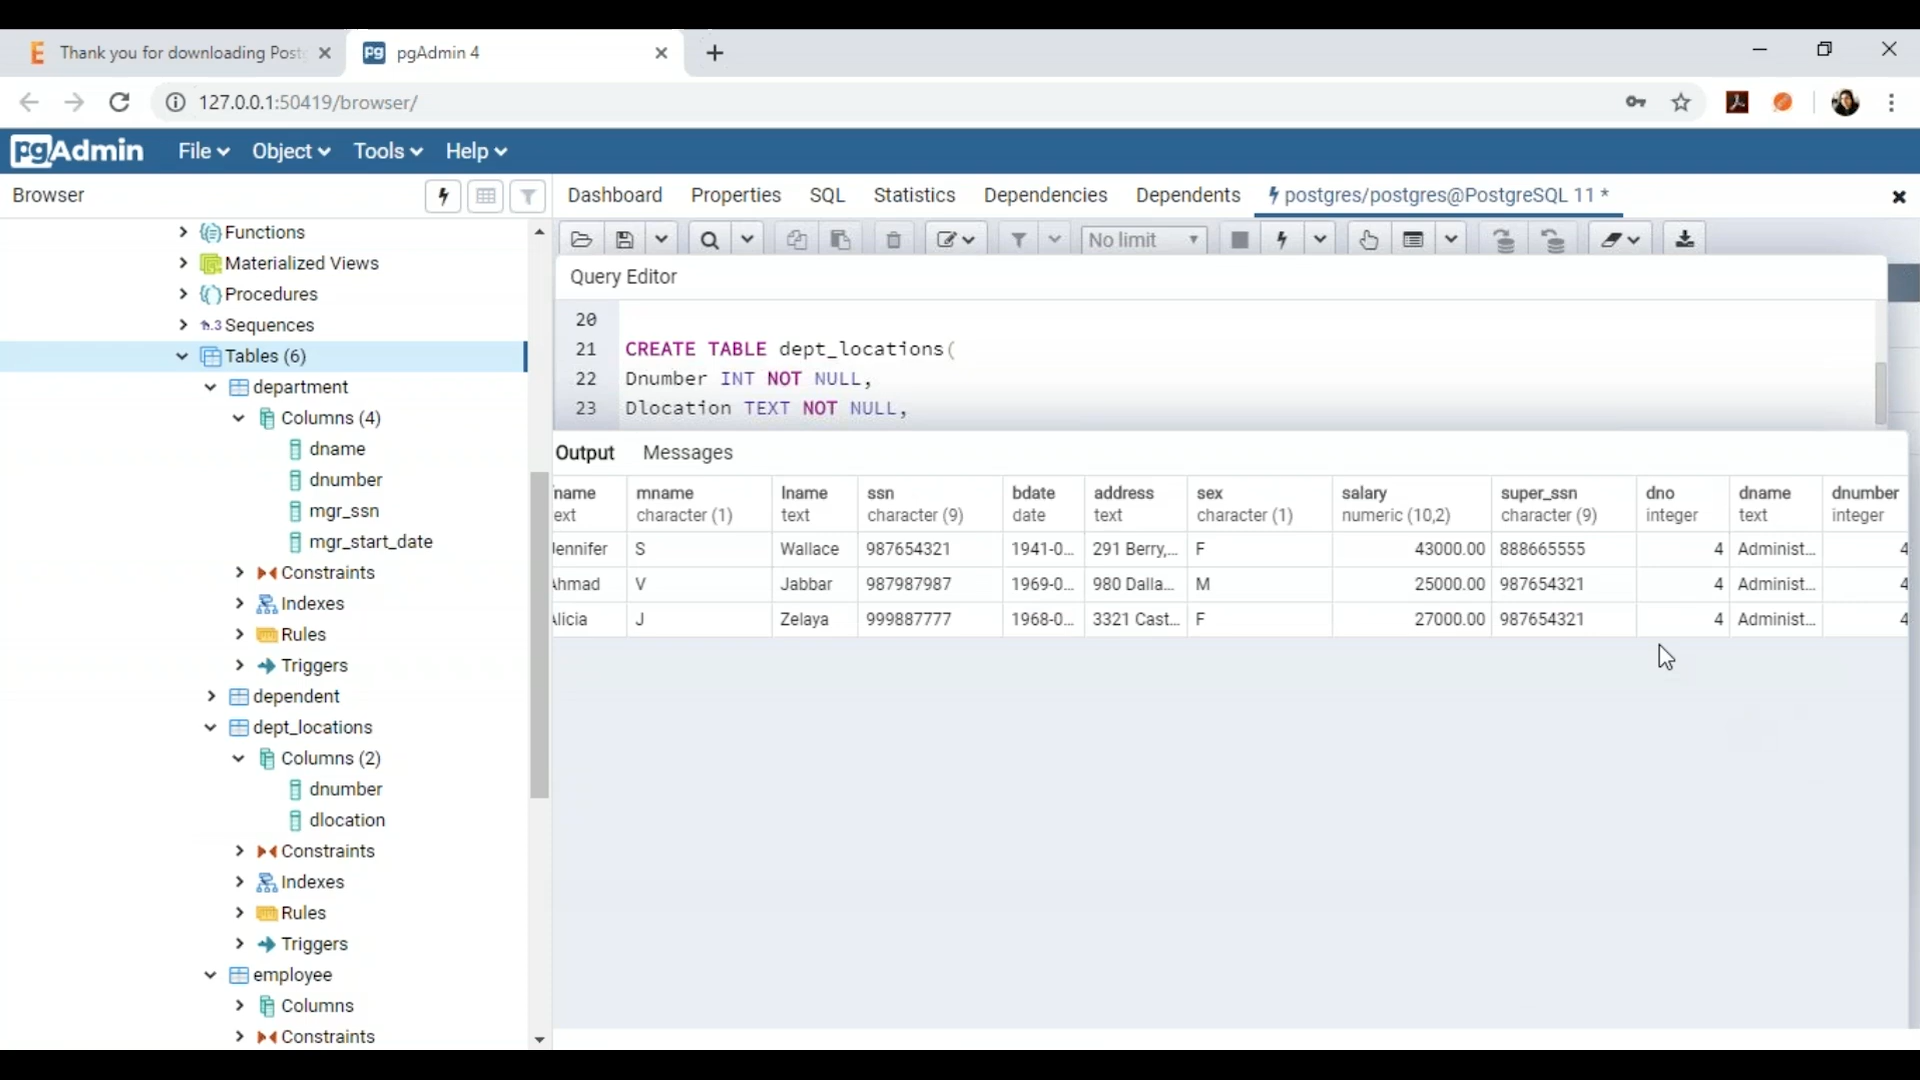 Thank you for downloading Post
pgAdmin 4
127.0.0.1:50419/browser/
pgAdmin File Object Tools Help
Browser
Dashboard Properties SQL Statistics Dependencies Dependents postgres/postgres@PostgreSQL 11 *
No limit
Functions
Materialized Views
Procedures
1..3 Sequences
Tables (6)
department
Columns (4)
dname
dnumber
mgr_ssn
mgr_start_date
Constraints
Indexes
Rules
Triggers
dependent
dept_locations
Columns (2)
dnumber
dlocation
Constraints
Indexes
Rules
Triggers
employee
Columns
Constraints
Query Editor
20
21 CREATE TABLE dept_locations(
22 Dnumber INT NOT NULL,
23 Dlocation TEXT NOT NULL,
Output Messages
name mname lname ssn bdate address sex salary super_ssn dno dname dnumber
ext character (1) text character (9) date text character (1) numeric (10,2) character (9) integer text integer
Jennifer S Wallace 987654321 1941-0... 291 Berry,... F 43000.00 888665555 4 Administ... 4
Ahmad V Jabbar 987987987 1969-0... 980 Dalla... M 25000.00 987654321 4 Administ... 4
Alicia J Zelaya 999887777 1968-0... 3321 Cast... F 27000.00 987654321 4 Administ... 4